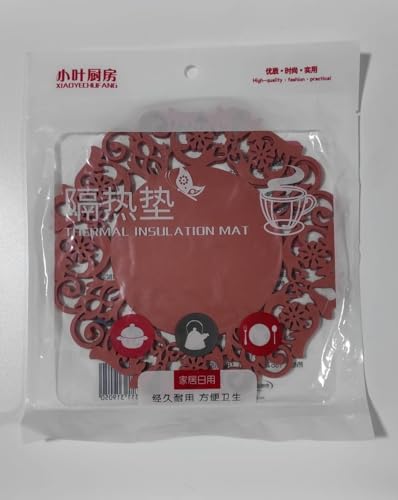 小叶厨房
XIAOYECHUFANG
优质·时尚·实用
High-quality · fashion · practical
隔热垫
THERMAL INSULATION MAT
家居日用
经久耐用 方便卫生